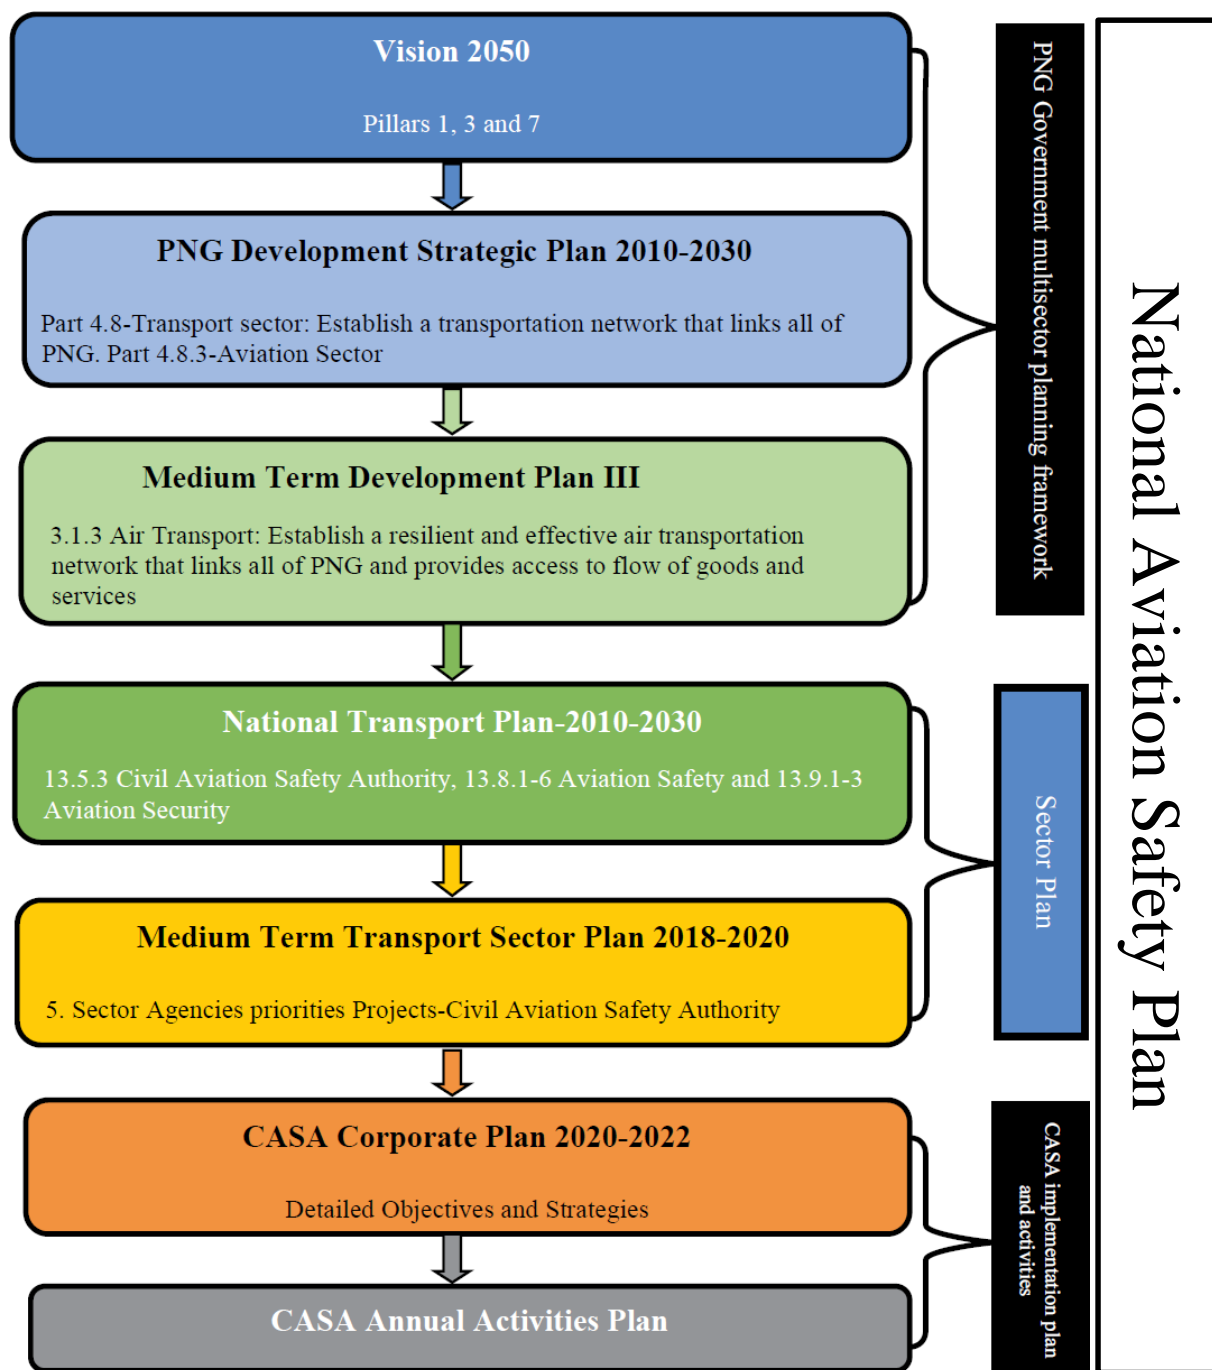 Vision 2050
Pillars 1, 3 and 7
PNG Development Strategic Plan 2010-2030
Part 4.8-Transport sector: Establish a transportation network that links all of
PNG. Part 4.8.3-Aviation Sector
Medium Term Development Plan III
3.1.3 Air Transport: Establish a resilient and effective air transportation
network that links all of PNG and provides access to flow of goods and
services
National Transport Plan-2010-2030
13.5.3 Civil Aviation Safety Authority, 13.8.1-6 Aviation Safety and 13.9.1-3
Aviation Security
Medium Term Transport Sector Plan 2018-2020
5. Sector Agencies priorities Projects-Civil Aviation Safety Authority
CASA Corporate Plan 2020-2022
Detailed Objectives and Strategies
CASA Annual Activities Plan
PNG Government multisector planning framework
Sector Plan
CASA implementation plan
and activities
National Aviation Safety Plan